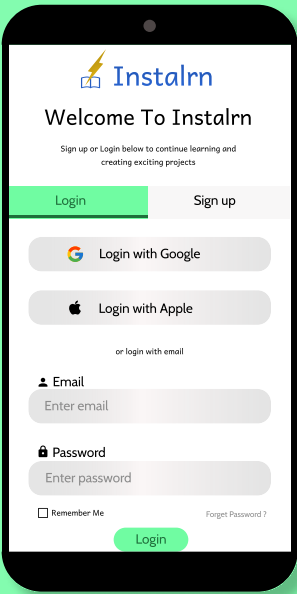 Instalrn
Welcome To Instalrn
Sign up or Login below to continue learning and
creating exciting projects
Login
Sign up
Login with Google
Login with Apple
or login with email
Email
Enter email
Password
Enter password
Remember Me
Forget Password ?
Login